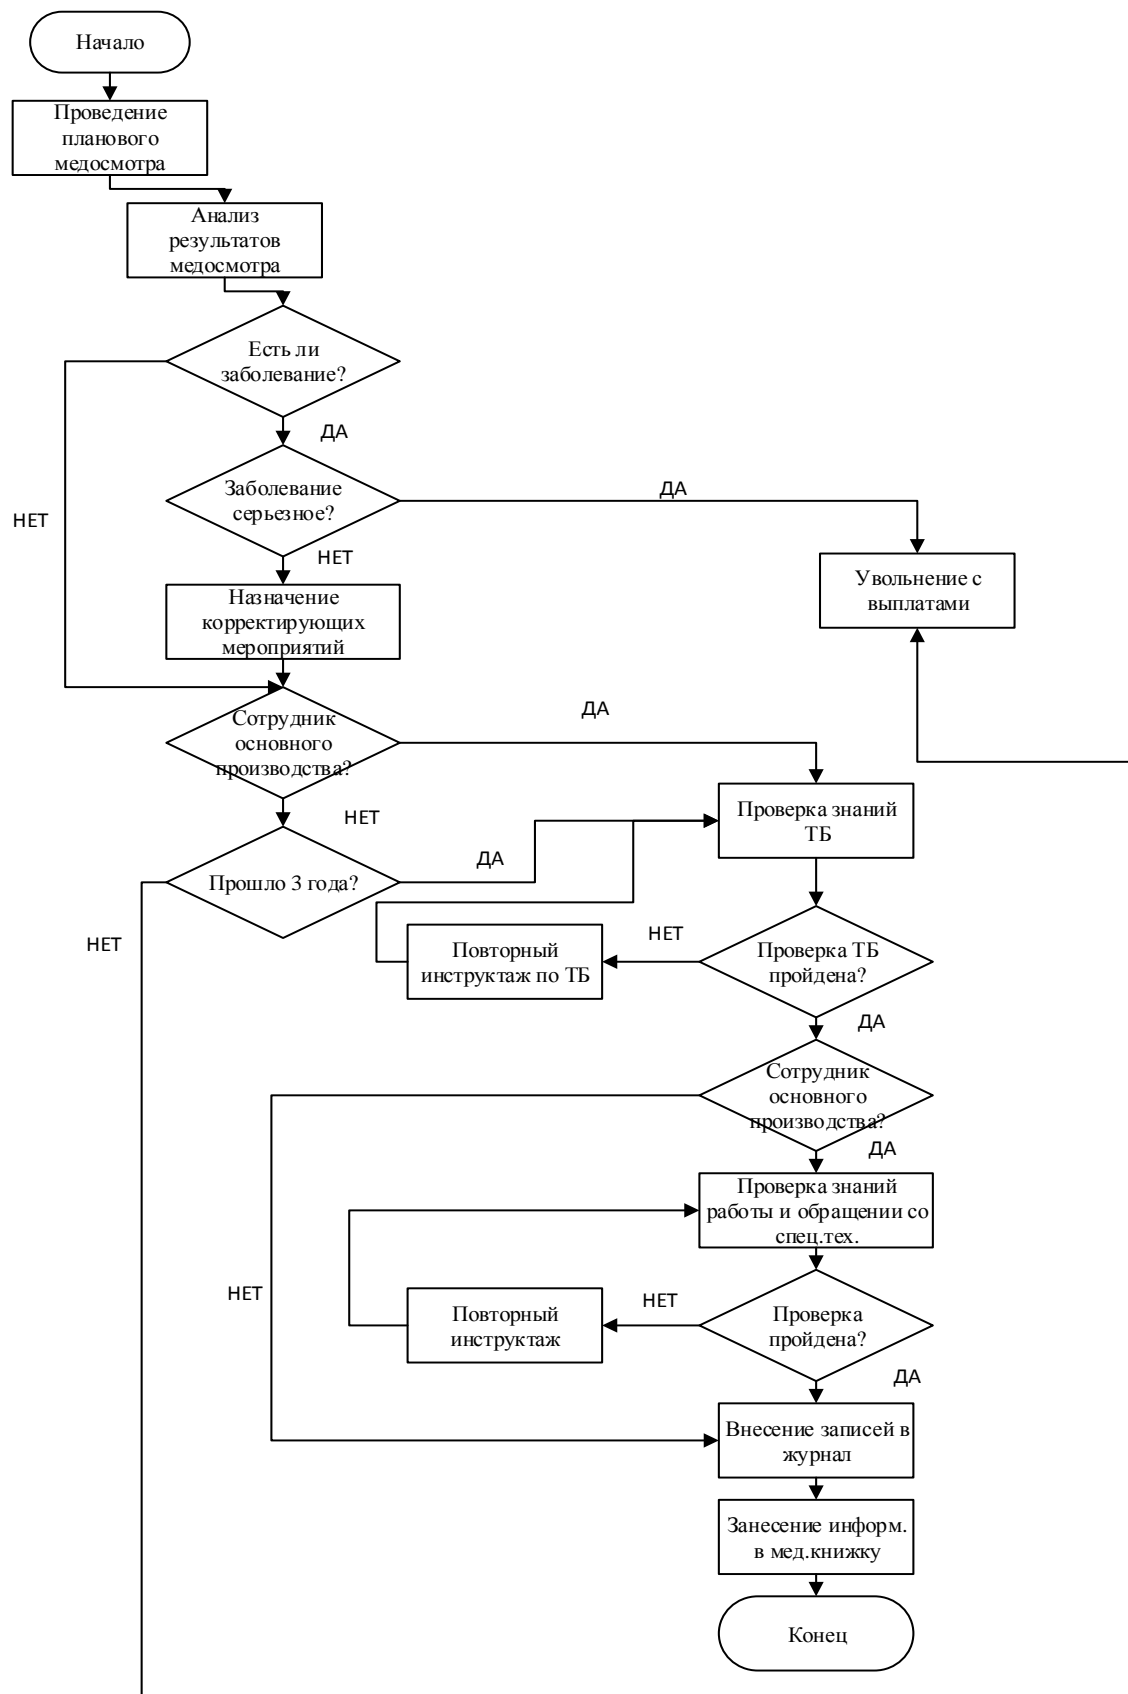 Начало
Проведение
планового
медосмотра
Анализ
результатов
медосмотра
Есть ли
заболевание?
ДА
Заболевание
серьезное?
ДА
НЕТ
НЕТ
Увольнение с
выплатами
Назначение
корректирующих
мероприятий
ДА
Сотрудник
основного
производства?
НЕТ
Проверка знаний
ТБ
ДА
Прошло 3 года?
НЕТ
НЕТ
Повторный
инструктаж по ТБ
Проверка ТБ
пройдена?
ДА
Сотрудник
основного
производства?
ДА
Проверка знаний
работы и обращении со
спец.тех.
НЕТ
НЕТ
Повторный
инструктаж
Проверка
пройдена?
ДА
Внесение записей в
журнал
Занесение информ.
в мед.книжку
Конец